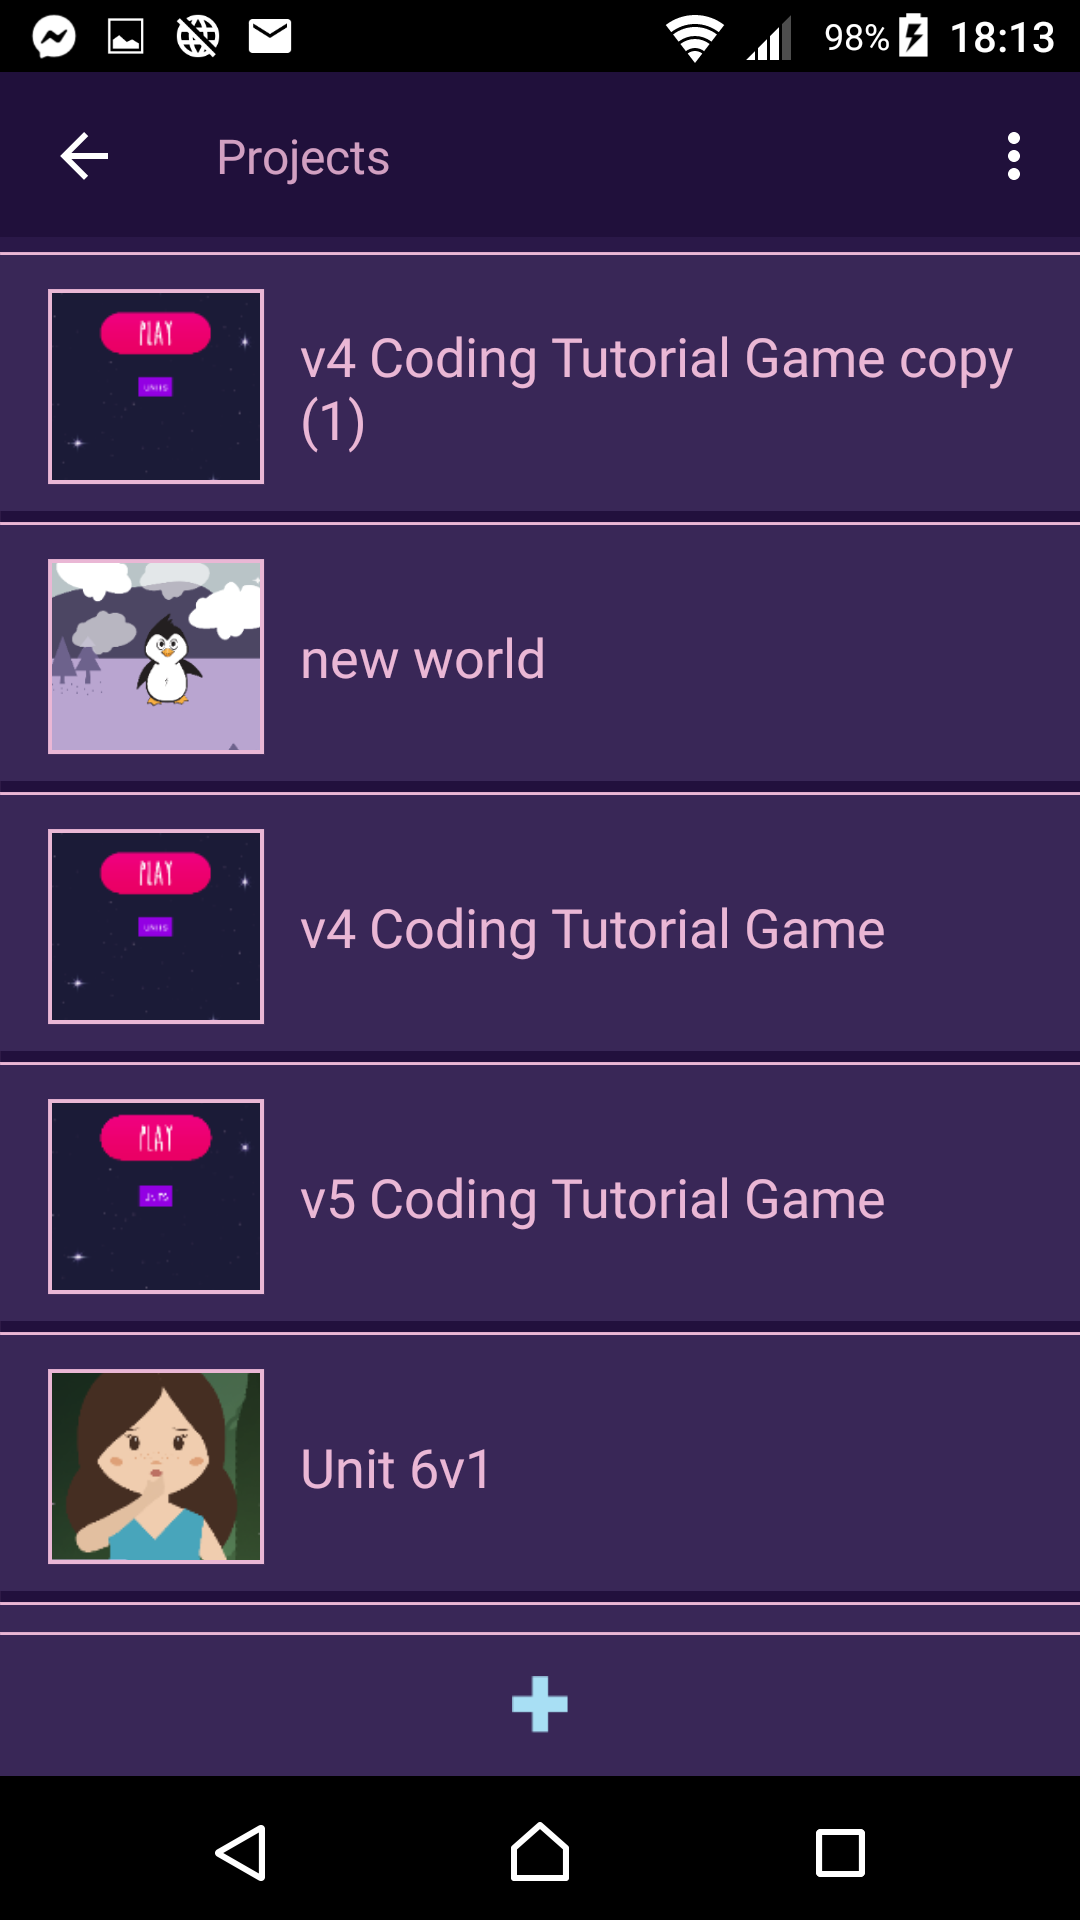 98% 18:13
Projects
PLAY
UNITS
v4 Coding Tutorial Game copy
(1)
new world
PLAY
UNITS
v4 Coding Tutorial Game
PLAY
v5 Coding Tutorial Game
Unit 6v1